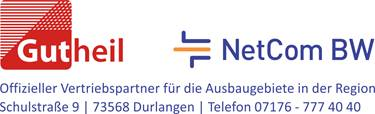 Gutheil NetCom BW
Offizieller Vertriebspartner für die Ausbaugebiete in der Region
Schulstraße 9 | 73568 Durlangen | Telefon 07176 - 777 40 40